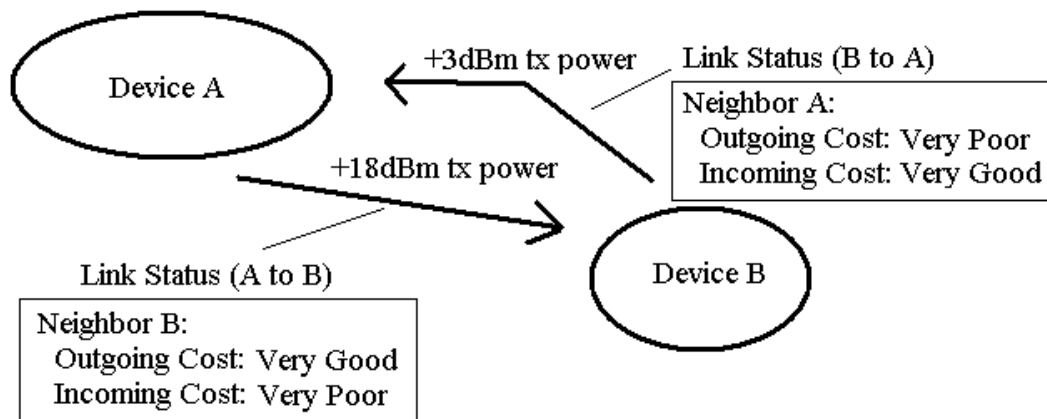 +3dBm tx power
Link Status (B to A)
Device A
Neighbor A:
Outgoing Cost: Very Poor
Incoming Cost: Very Good
+18dBm tx power
Link Status (A to B)
Device B
Neighbor B:
Outgoing Cost: Very Good
Incoming Cost: Very Poor